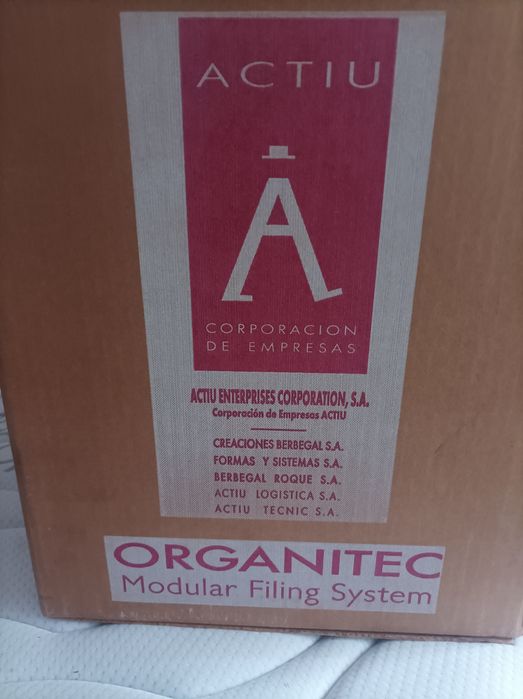 ACTIU
CORPORACION
DE EMPRESAS
ACTIU ENTERPRISES CORPORATION, S.A.
Corporación de Empresas ACTIU
CREACIONES BERBEGAL S.A.
FORMAS Y SISTEMAS S.A.
BERBEGAL ROQUE S.A.
ACTIU LOGISTICA S.A.
ACTIU TECNIC S.A.
ORGANITEC
Modular Filing System